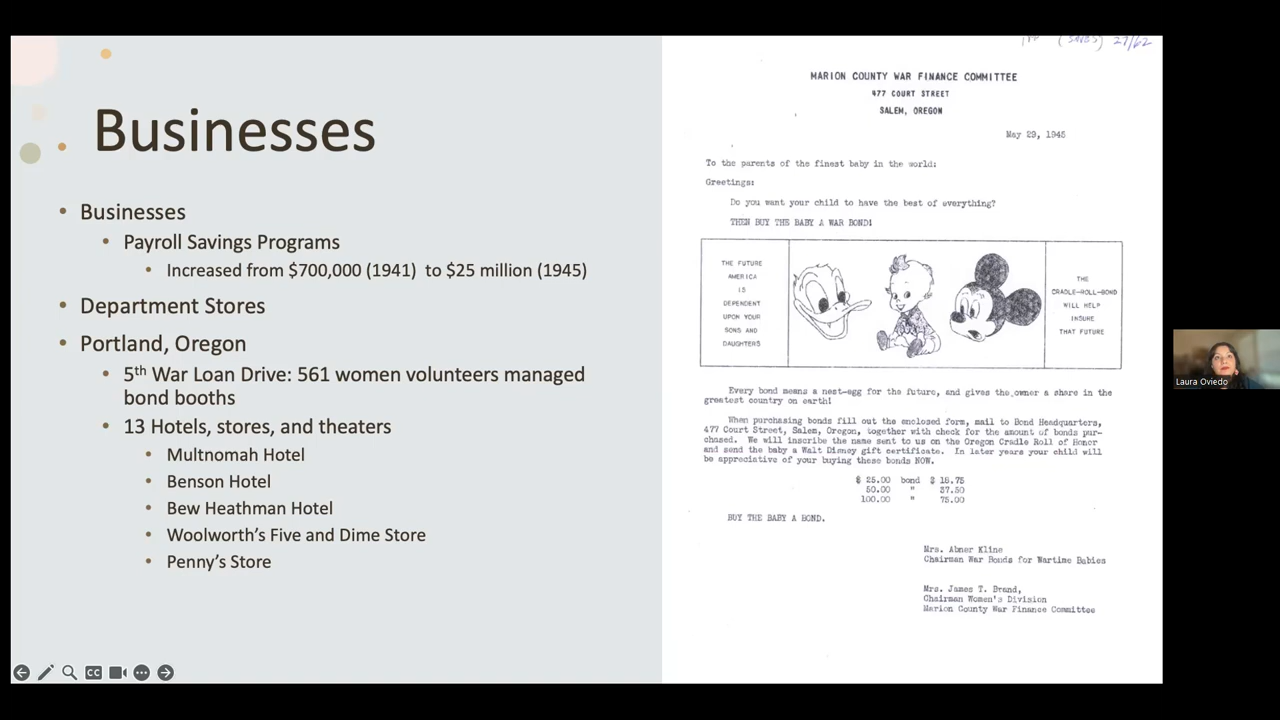 Businesses
• Businesses
• Payroll Savings Programs
• Increased from $700,000 (1941) to $25 million (1945)
• Department Stores
• Portland, Oregon
• 5th War Loan Drive: 561 women volunteers managed
bond booths
• 13 Hotels, stores, and theaters
• Multnomah Hotel
• Benson Hotel
• Bew Heathman Hotel
• Woolworth's Five and Dime Store
• Penny's Store
CC
27/62
MARION COUNTY WAR FINANCE COMMITTEE
477 COURT STREET
SALEM, OREGON
May 29, 1945
To the parents of the finest baby in the world:
Greetings:
Do you want your child to have the best of everything?
THEN BUY THE BABY A WAR BOND!
THE FUTURE
AMERICA
IS
DEPENDENT
UPON YOUR
SONS AND
DAUGHTERS
THE
CRADLE-ROLL-BOND
WILL HELP
INSURE
THAT FUTURE
Every bond means a nest-egg for the future, and gives the owner a share in the
greatest country on earth!
When purchasing bonds fill out the enclosed form, mail to Bond Headquarters,
477 Court Street, Salem, Oregon, together with check for the amount of bonds pur-
chased. We will inscribe the name sent to us on the Oregon Cradle Roll of Honor
and send the baby a Walt Disney gift certificate. In later years your child will
be appreciative of your buying these bonds NOW.
$ 25.00 bond $ 18.75
50.00 " 37.50
100.00 " 75.00
BUY THE BABY A BOND.
Mrs. Abner Kline
Chairman War Bonds for Wartime Babies
Mrs. James T. Brand,
Chairman Women's Division
Marion County War Finance Committee
Laura Oviedo